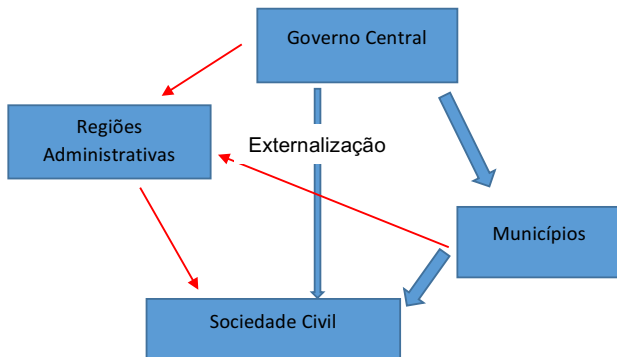 Governo Central
Regiões
Administrativas
Externalização
Municípios
Sociedade Civil